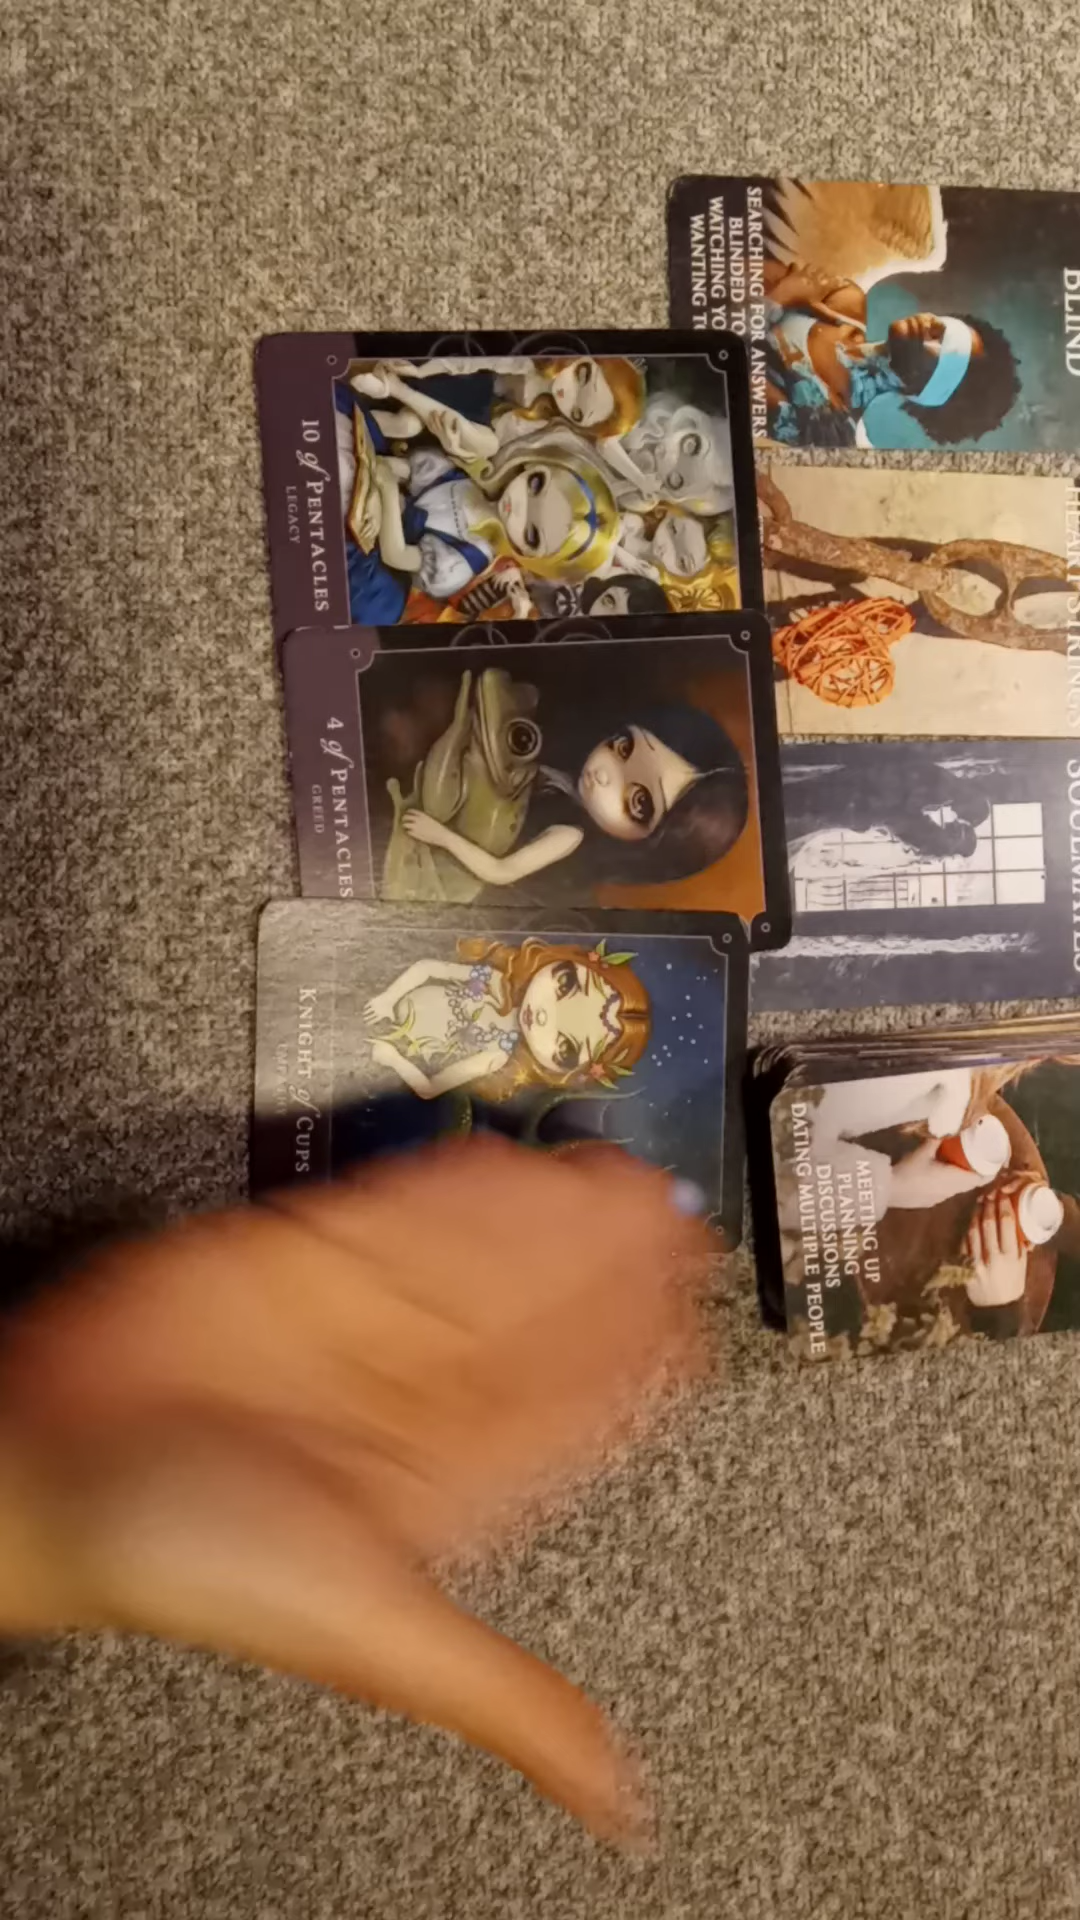 BLIND
SEARCHING FOR ANSWERS
BLINDED TO
WATCHING YO
WANTING T
HEARTSTRINGS
SOULMATES
10 of PENTACLES
LEGACY
4 of PENTACLES
GREED
KNIGHT of CUPS
MEETING UP
PLANNING
DISCUSSIONS
DATING MULTIPLE PEOPLE